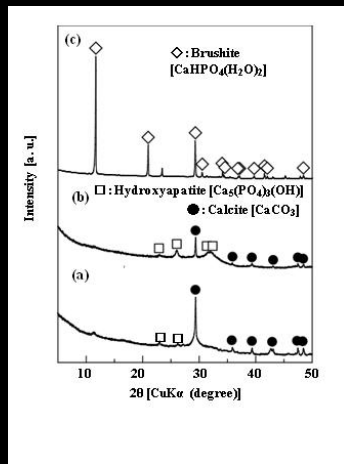 (c)
◇: Brushite
[CaHPO4(H2O)2]
□: Hydroxyapatite [Ca5(PO4)3(OH)]
(b)
●: Calcite [CaCO3]
(a)
Intensity [a. u.]
10 20 30 40 50
2θ [CuKα (degree)]